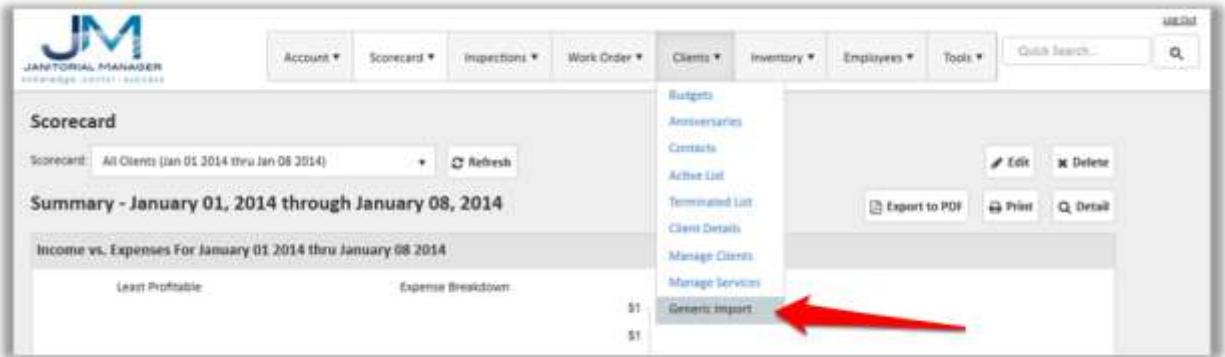 Log Out
JM
JANITORIAL MANAGER
Account ▾ Scorecard ▾ Inspections ▾ Work Order ▾ Clients ▾ Inventory ▾ Employees ▾ Tools ▾ Quick Search...
Budgets
Anniversaries
Contacts
Active List
Terminated List
Client Details
Manage Clients
Manage Services
Generic Import
Scorecard
Scorecard: All Clients (Jan 01 2014 thru Jan 08 2014) Refresh Edit Delete
Summary - January 01, 2014 through January 08, 2014 Export to PDF Print Detail
Income vs. Expenses For January 01 2014 thru January 08 2014
Least Profitable Expense Breakdown
$1
$1